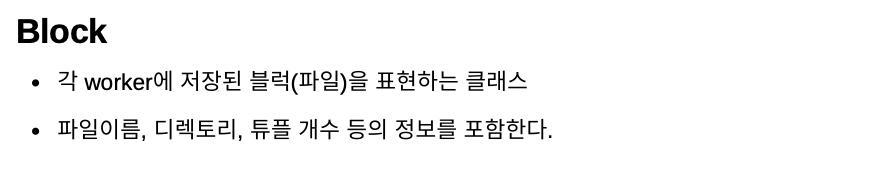 Block
• 각 worker에 저장된 블럭(파일)을 표현하는 클래스
• 파일이름, 디렉토리, 튜플 개수 등의 정보를 포함한다.